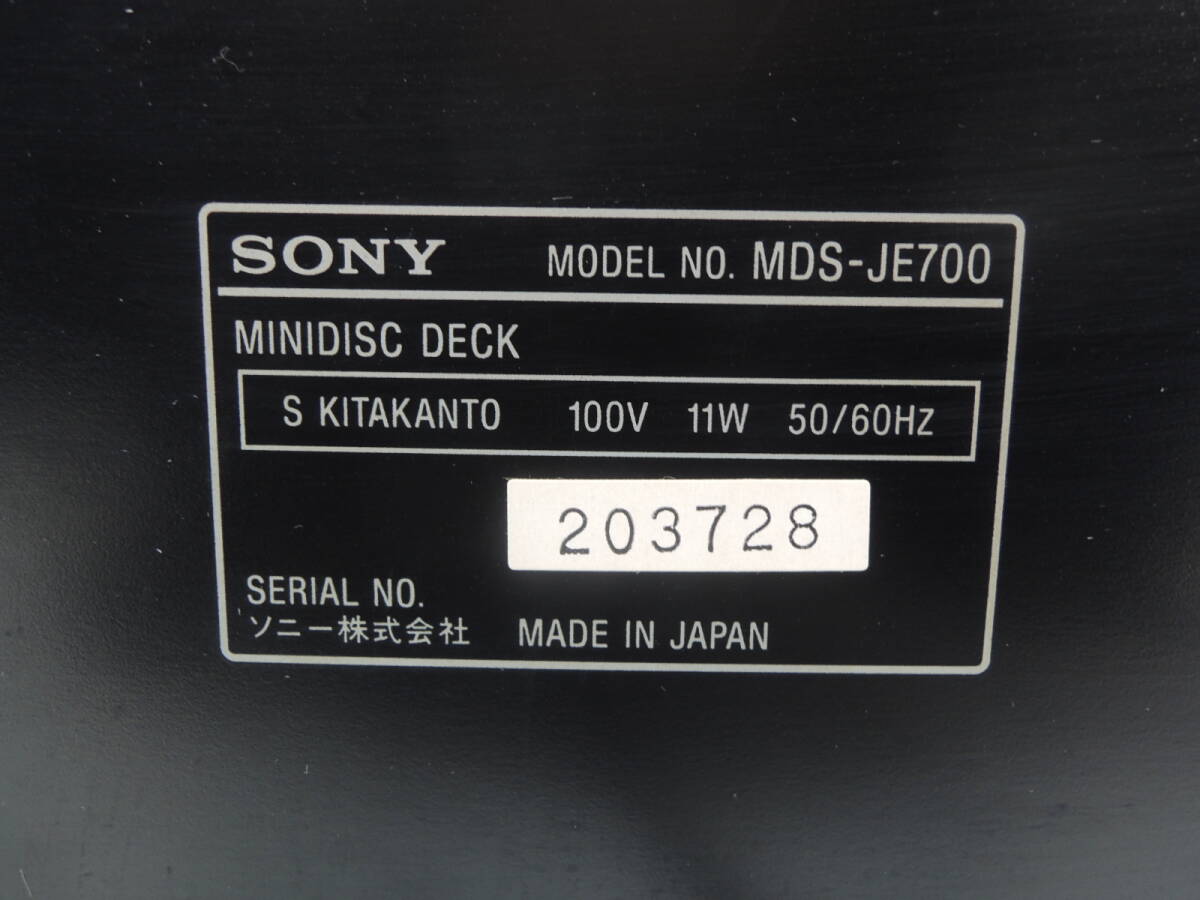 SONY MODEL NO. MDS-JE700
MINIDISC DECK
S KITAKANTO 100V 11W 50/60Hz
203728
SERIAL NO.
ソニー株式会社 MADE IN JAPAN